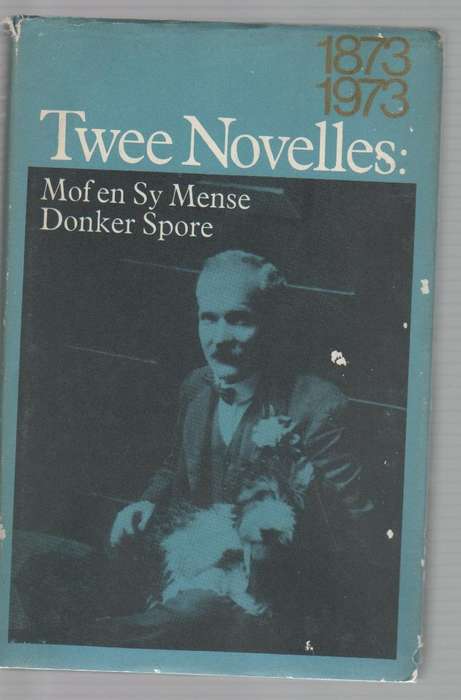 1873
1973
Twee Novelles:
Mof en Sy Mense
Donker Spore